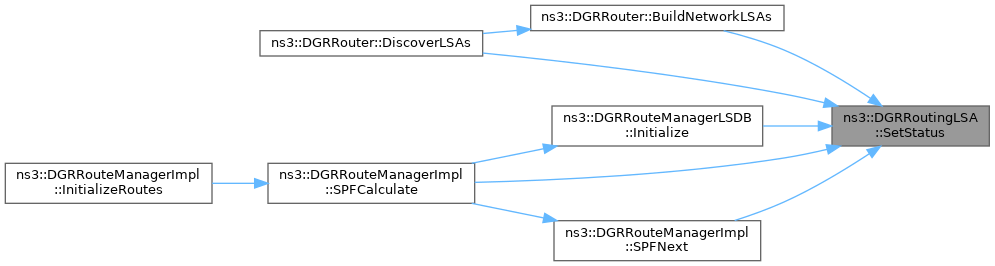 ns3::DGRRouter::BuildNetworkLSAs
ns3::DGRRouter::DiscoverLSAs
ns3::DGRRoutingLSA
::SetStatus
ns3::DGRRouteManagerLSDB
::Initialize
ns3::DGRRouteManagerImpl
::InitializeRoutes
ns3::DGRRouteManagerImpl
::SPFCalculate
ns3::DGRRouteManagerImpl
::SPFNext